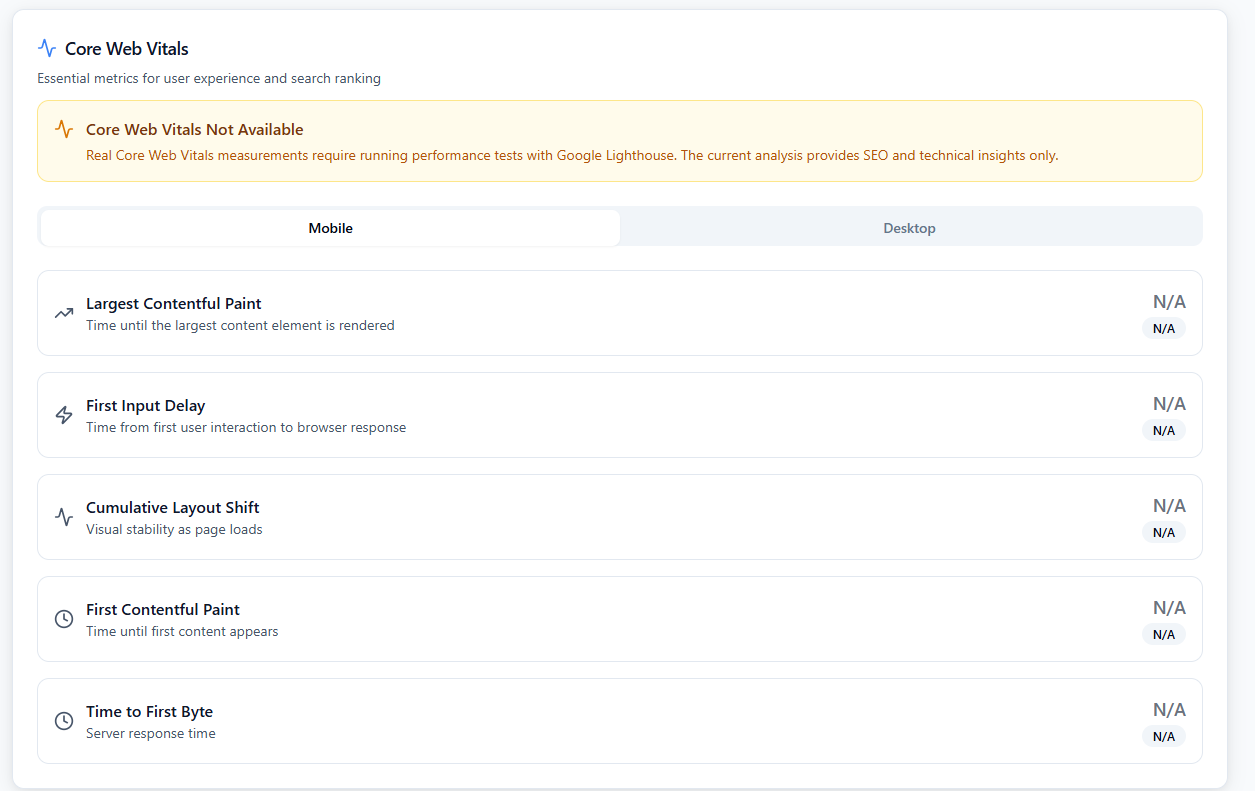 Core Web Vitals
Essential metrics for user experience and search ranking
Core Web Vitals Not Available
Real Core Web Vitals measurements require running performance tests with Google Lighthouse. The current analysis provides SEO and technical insights only.
Mobile
Desktop
Largest Contentful Paint
Time until the largest content element is rendered
N/A
N/A
First Input Delay
Time from first user interaction to browser response
N/A
N/A
Cumulative Layout Shift
Visual stability as page loads
N/A
N/A
First Contentful Paint
Time until first content appears
N/A
N/A
Time to First Byte
Server response time
N/A
N/A